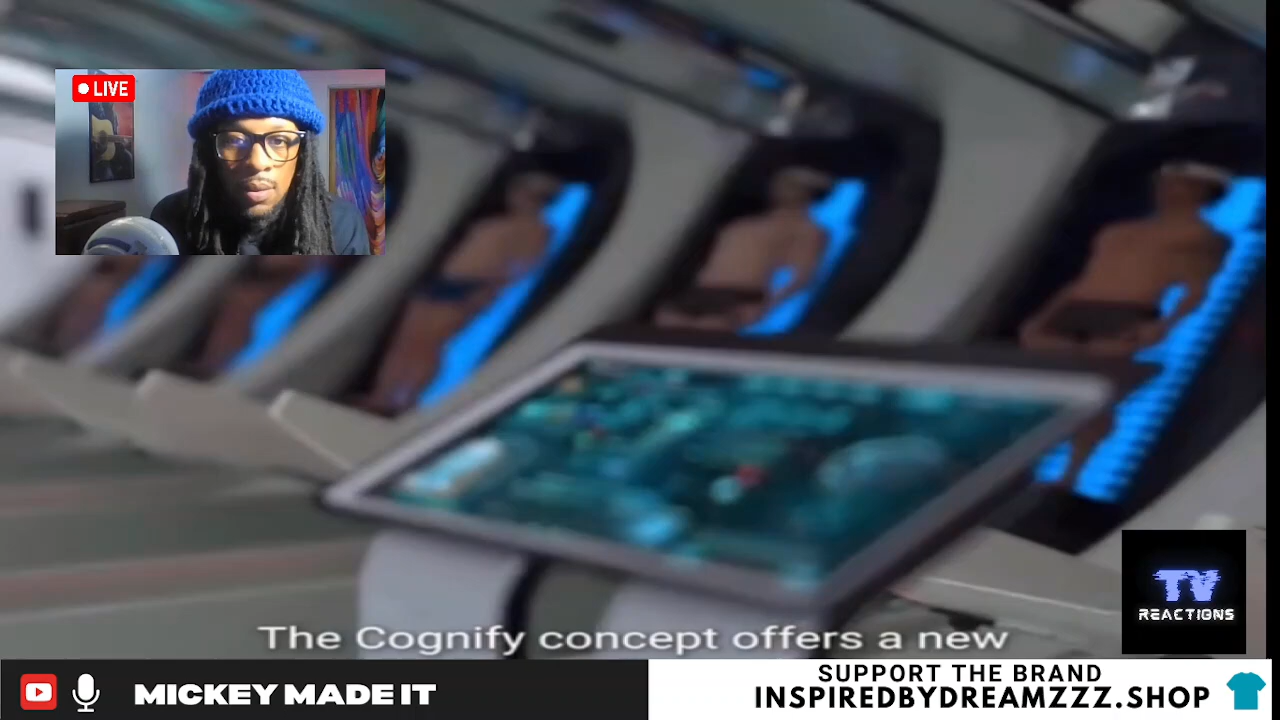 LIVE
TV
REACTIONS
The Cognify concept offers a new
MICKEY MADE IT
SUPPORT THE BRAND
INSPIREDBYDREAMZZZ.SHOP